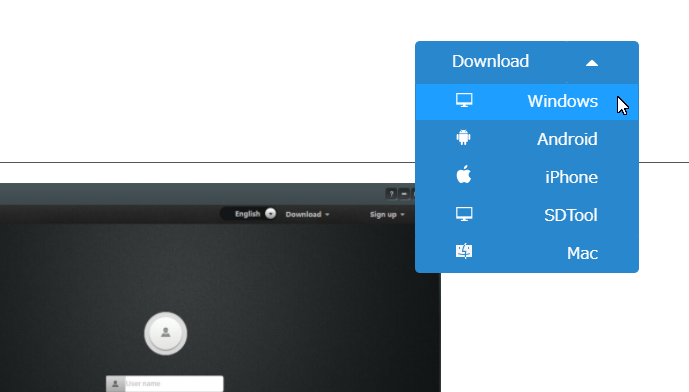 Download
Windows
Android
iPhone
SDTool
Mac
English
Download
Sign up
User name